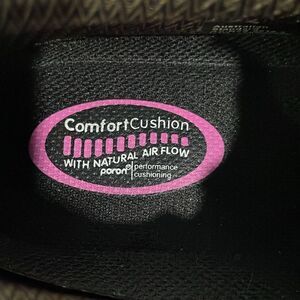 ComfortCushion
WITH NATURAL AIR FLOW
poron® performance
cushioning